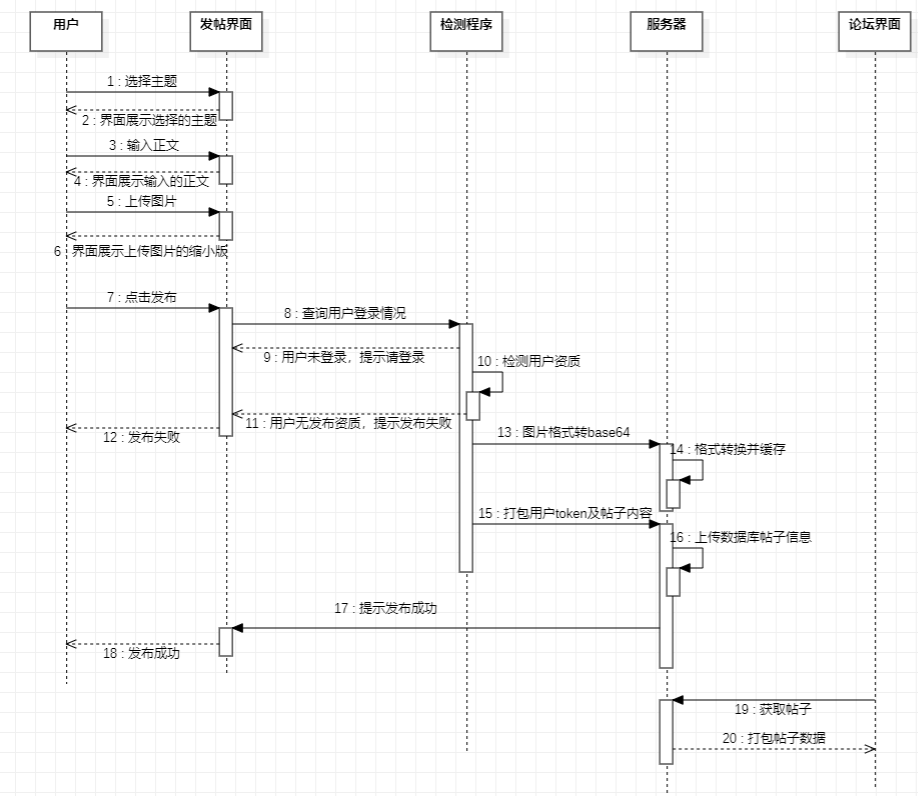 用户
发帖界面
检测程序
服务器
论坛界面
1 : 选择主题
2 : 界面展示选择的主题
3 : 输入正文
4 : 界面展示输入的正文
5 : 上传图片
6 : 界面展示上传图片的缩小版
7 : 点击发布
8 : 查询用户登录情况
9 : 用户未登录，提示请登录
10 : 检测用户资质
11 : 用户无发布资质，提示发布失败
12 : 发布失败
13 : 图片格式转base64
14 : 格式转换并缓存
15 : 打包用户token及帖子内容
16 : 上传数据库帖子信息
17 : 提示发布成功
18 : 发布成功
19 : 获取帖子
20 : 打包帖子数据